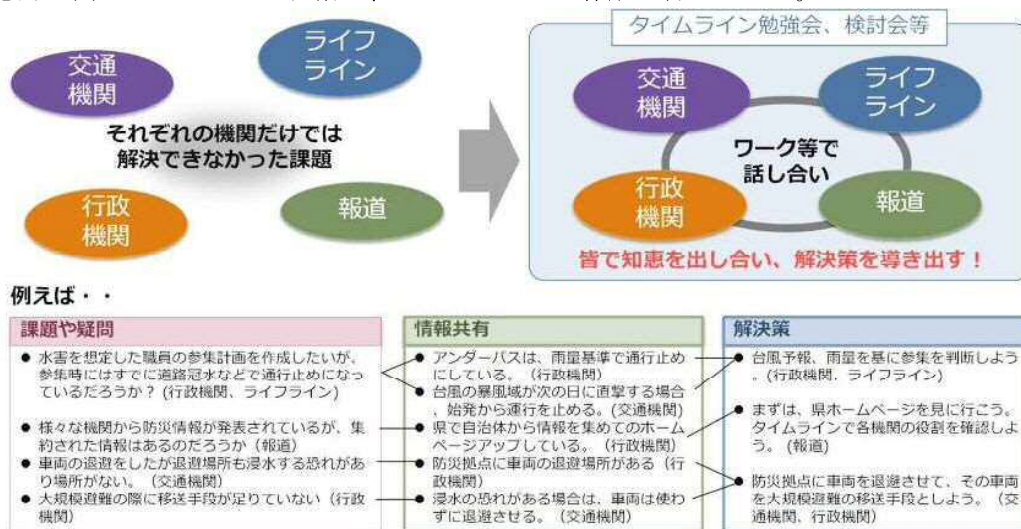 交通
機関
ライフ
ライン
それぞれの機関だけでは
解決できなかった課題
行政
機関
報道
タイムライン勉強会、検討会等
交通
機関
ライフ
ライン
ワーク等で
話し合い
行政
機関
報道
皆で知恵を出し合い、解決策を導き出す！
例えば・・
課題や疑問
● 水害を想定した職員の参集計画を作成したいが、
参集時にはすでに道路冠水などで通行止めになっ
ているだろうか？ (行政機関、ライフライン)
● 様々な機関から防災情報が発表されているが、集
約された情報はあるのだろうか（報道）
● 車両の退避をしたが退避場所も浸水する恐れがあ
り場所がない。（交通機関）
● 大規模避難の際に移送手段が足りていない（行政
機関）
情報共有
● アンダーパスは、雨量基準で通行止め
にしている。（行政機関）
● 台風の暴風域が次の日に直撃する場合
、始発から運行を止める。(交通機関)
● 県で自治体から情報を集めてのホーム
ページアップしている。（行政機関）
● 防災拠点に車両の退避場所がある（行
政機関）
● 浸水の恐れがある場合は、車両は使わ
ずに退避させる。（交通機関）
解決策
● 台風予報、雨量を基に参集を判断しよう
。(行政機関．ライフライン)
● まずは、県ホームページを見に行こう。
タイムラインで各機関の役割を確認しよ
う。（報道）
● 防災拠点に車両を退避させて、その車両
を大規模避難の移送手段としよう。（交
通機関、行政機関）